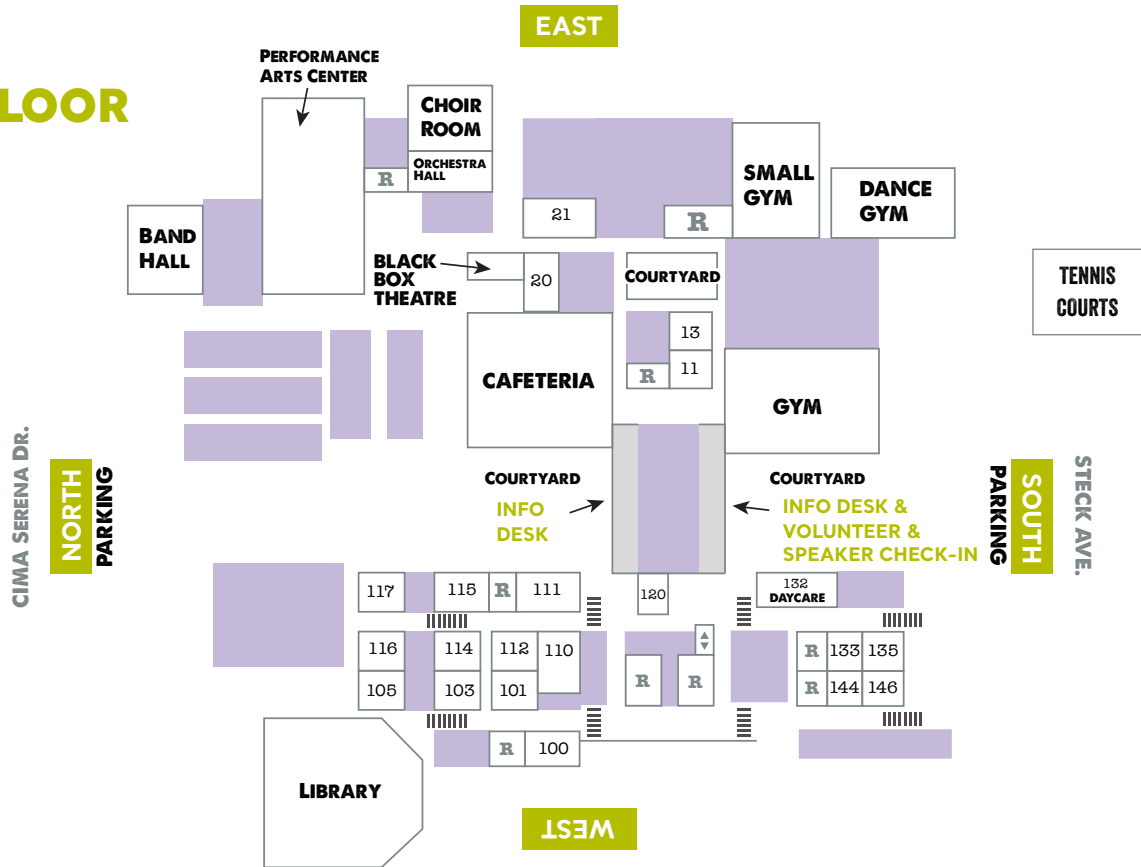 EAST
PERFORMANCE
ARTS CENTER
LOOR
CHOIR
ROOM
ORCHESTRA
HALL
R
SMALL
GYM
DANCE
GYM
21
R
BAND
HALL
BLACK
BOX
THEATRE
20
COURTYARD
TENNIS
COURTS
13
11
R
CAFETERIA
GYM
CIMA SERENA DR.
NORTH
PARKING
COURTYARD
INFO
DESK
COURTYARD
INFO DESK &
VOLUNTEER &
SPEAKER CHECK-IN
PARKING
SOUTH
STECK AVE.
117
115
R
111
120
132
DAYCARE
116
114
112
110
R
133
135
105
103
101
R
R
R
144
146
R
100
LIBRARY
WEST